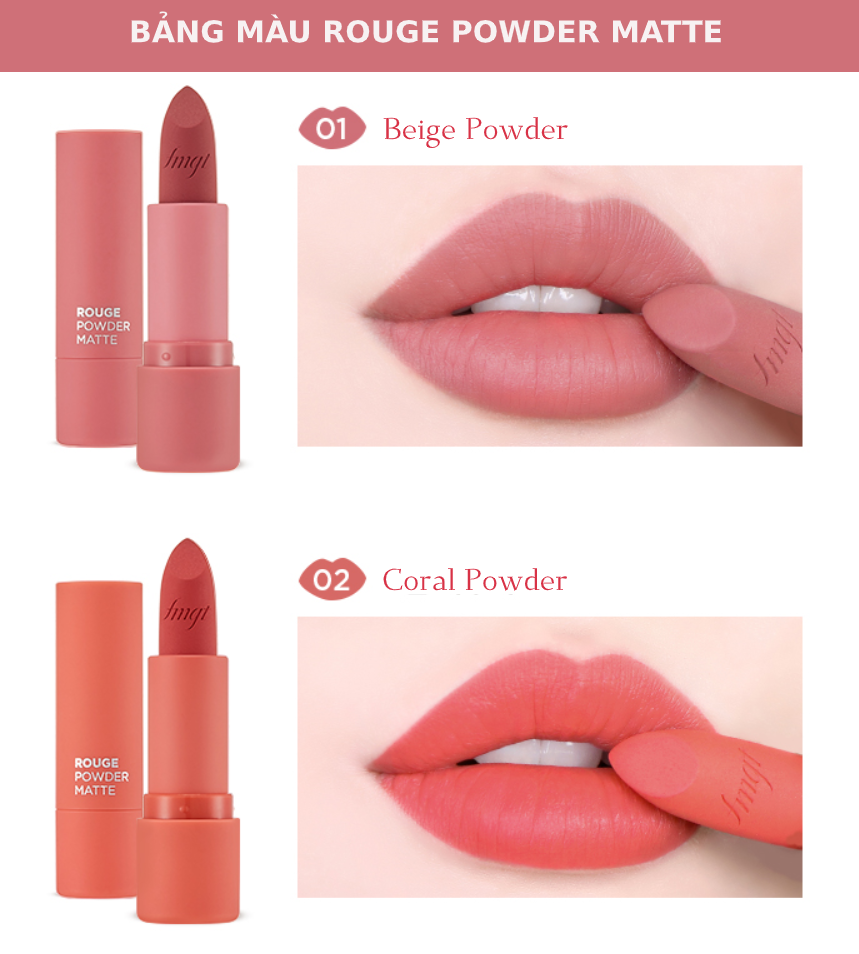 BẢNG MÀU ROUGE POWDER MATTE
01 Beige Powder
fmgt
ROUGE
POWDER
MATTE
fmgt
02 Coral Powder
fmgt
ROUGE
POWDER
MATTE
fmgt